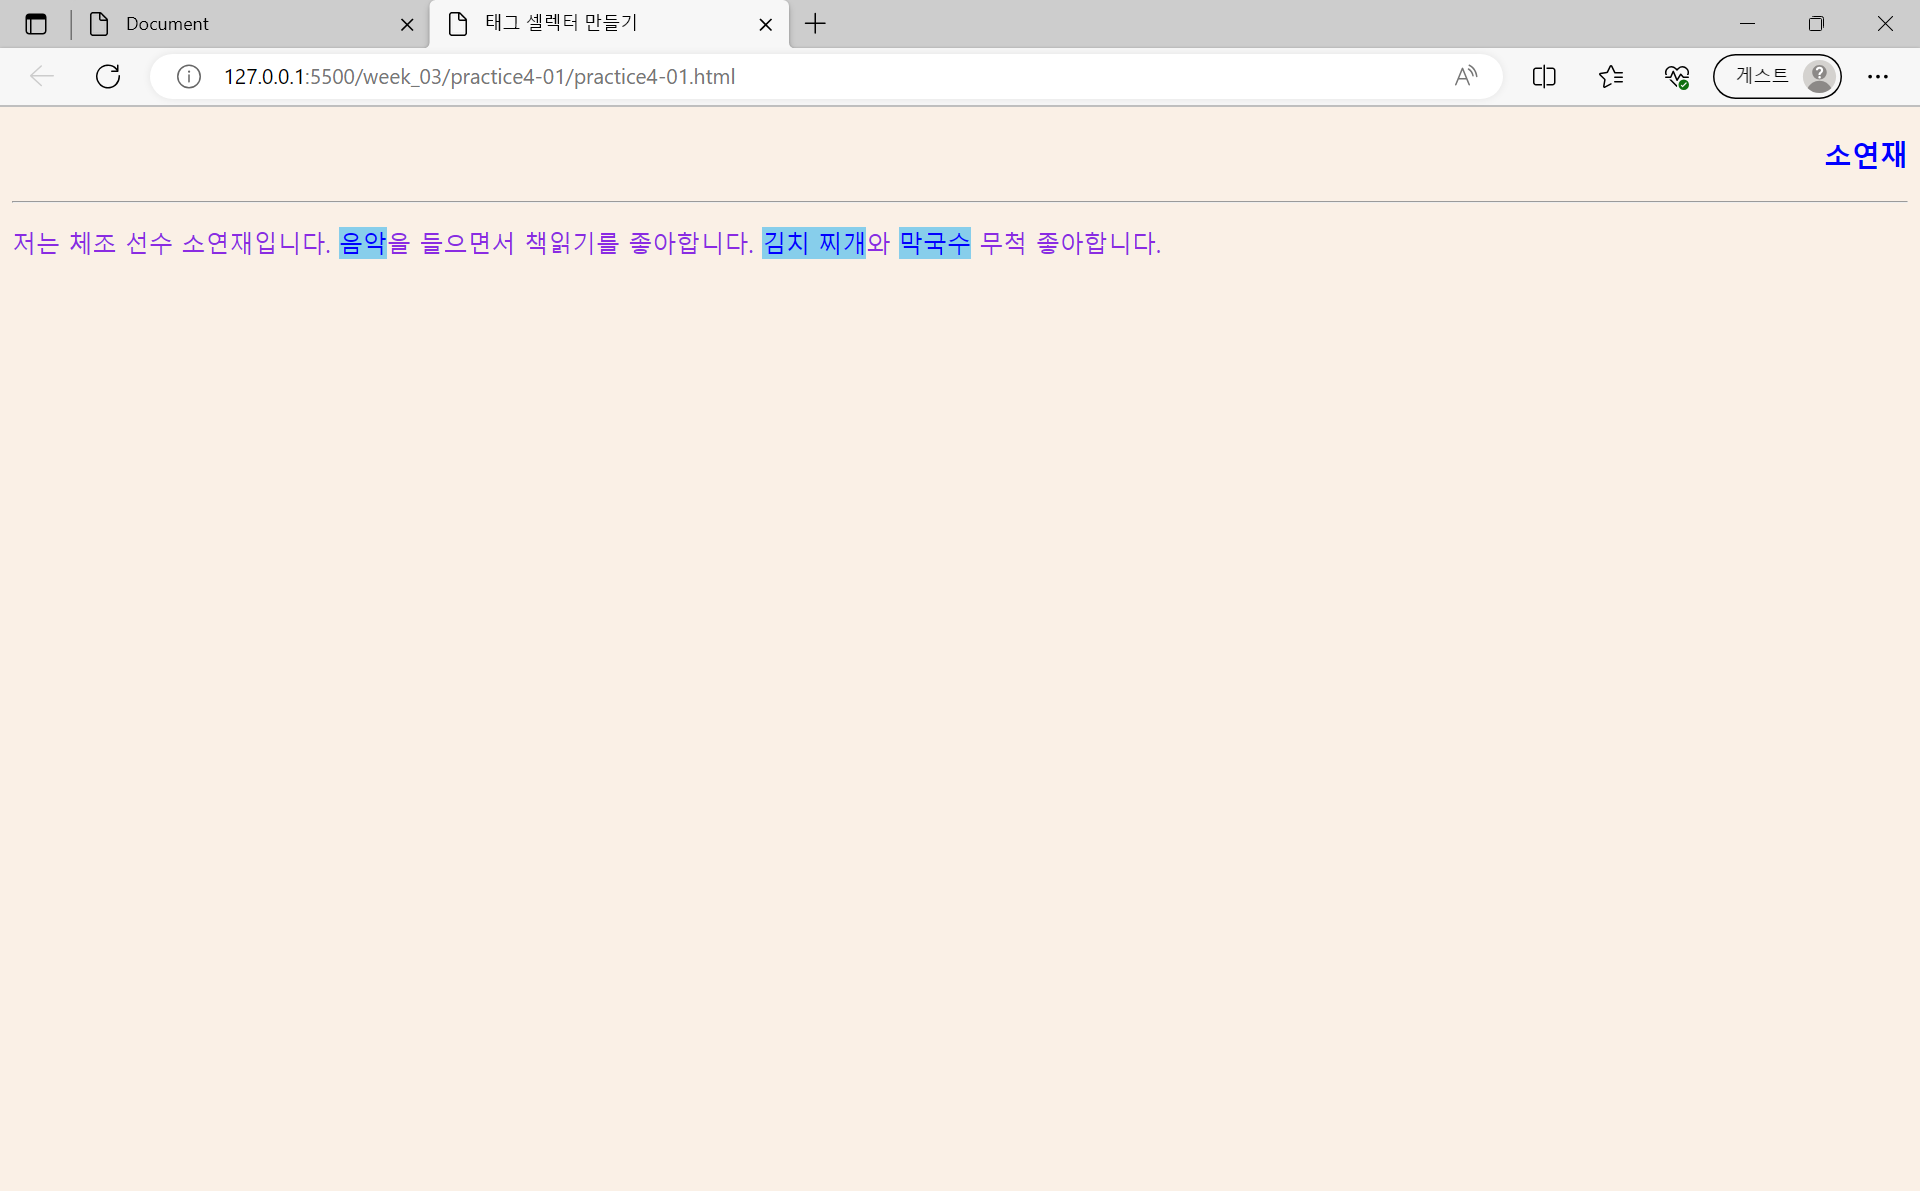 Document
태그 셀렉터 만들기
127.0.0.1:5500/week_03/practice4-01/practice4-01.html
게스트
소연재
저는 체조 선수 소연재입니다. 음악을 들으면서 책읽기를 좋아합니다. 김치 찌개와 막국수 무척 좋아합니다.